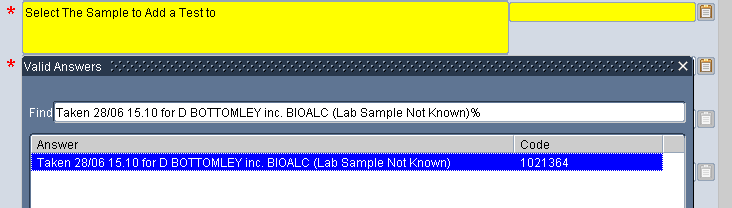 * Select The Sample to Add a Test to
* Valid Answers
Find Taken 28/06 15.10 for D BOTTOMLEY inc. BIOALC (Lab Sample Not Known)%
Answer Code
Taken 28/06 15.10 for D BOTTOMLEY inc. BIOALC (Lab Sample Not Known) 1021364